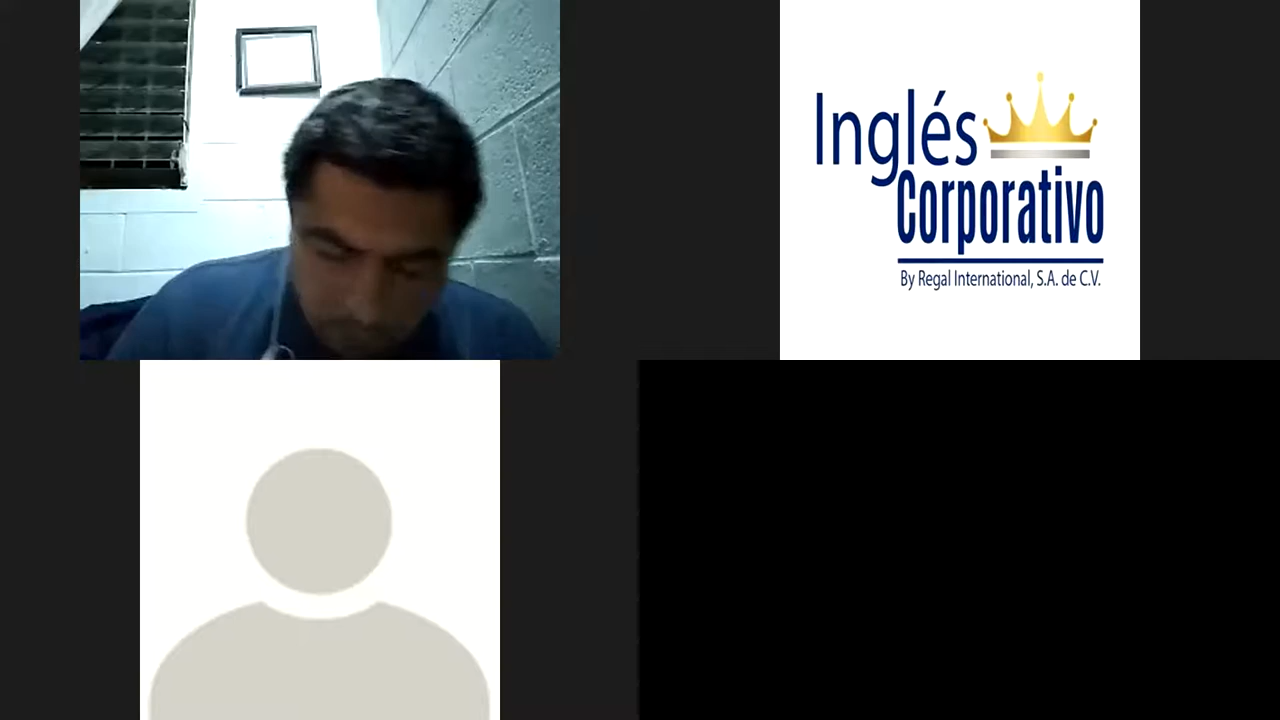 Inglés
Corporativo
By Regal International, S.A. de C.V.